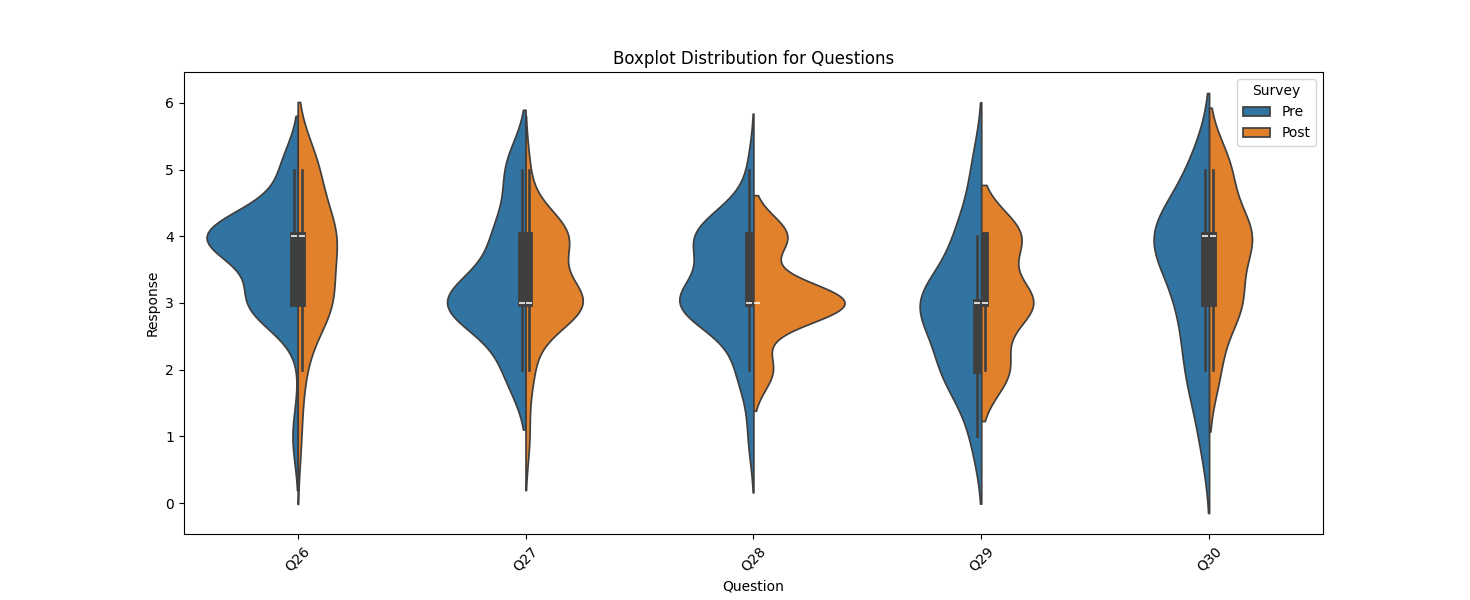 Boxplot Distribution for Questions
Survey
Pre
Post
Response
6
5
4
3
2
1
0
Q26
Q27
Q28
Q29
Q30
Question